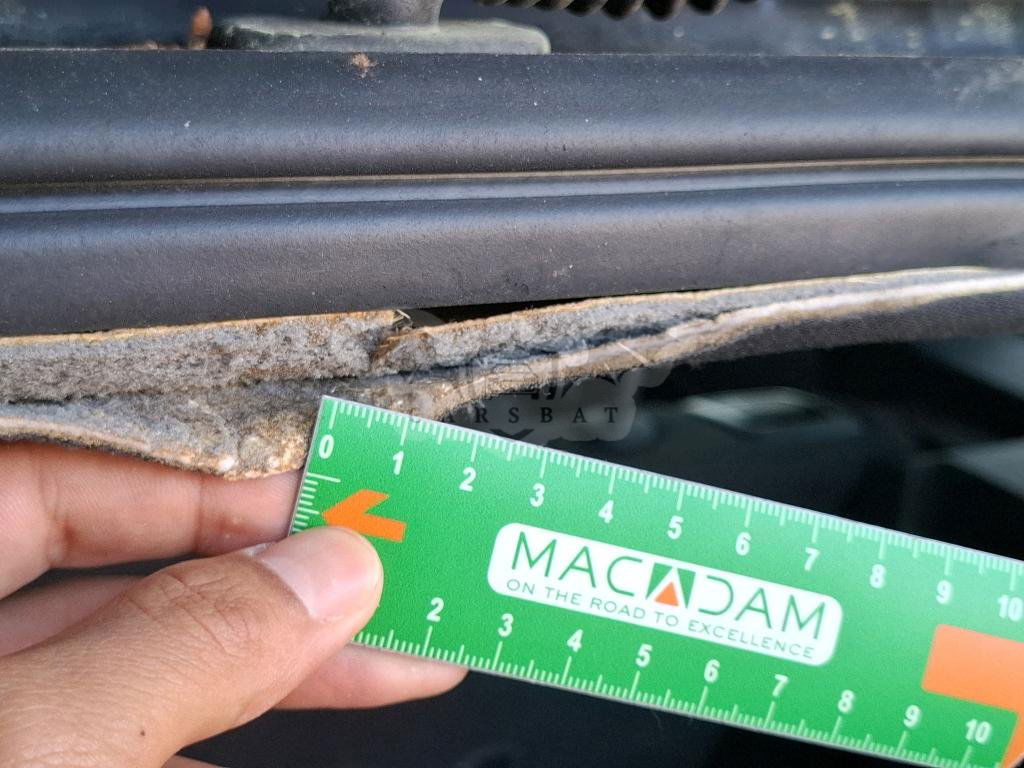 CARSBAT
0 1 2 3 4 5 6 7 8 9 10
MACADAM
ON THE ROAD TO EXCELLENCE
2 3 4 5 6 7 8 9 10